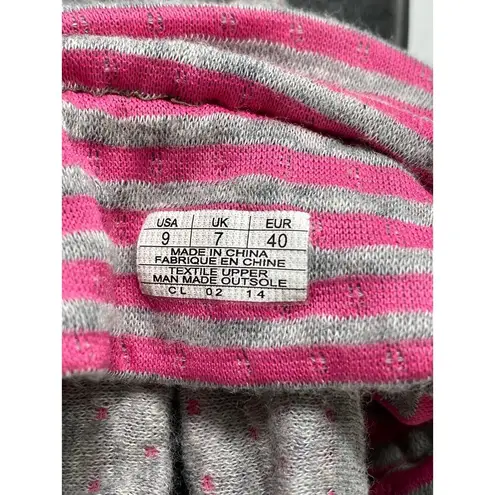 USA UK EUR
9 7 40
MADE IN CHINA
FABRIQUE EN CHINE
TEXTILE UPPER
MAN MADE OUTSOLE
CL 02 14